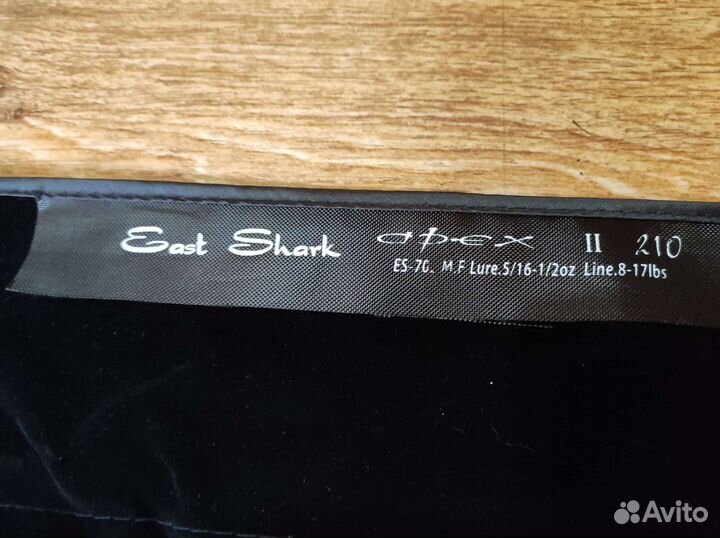 East Shark apex II 210
ES-70. M.F Lure.5/16-1/2oz Line.8-17lbs
Avito